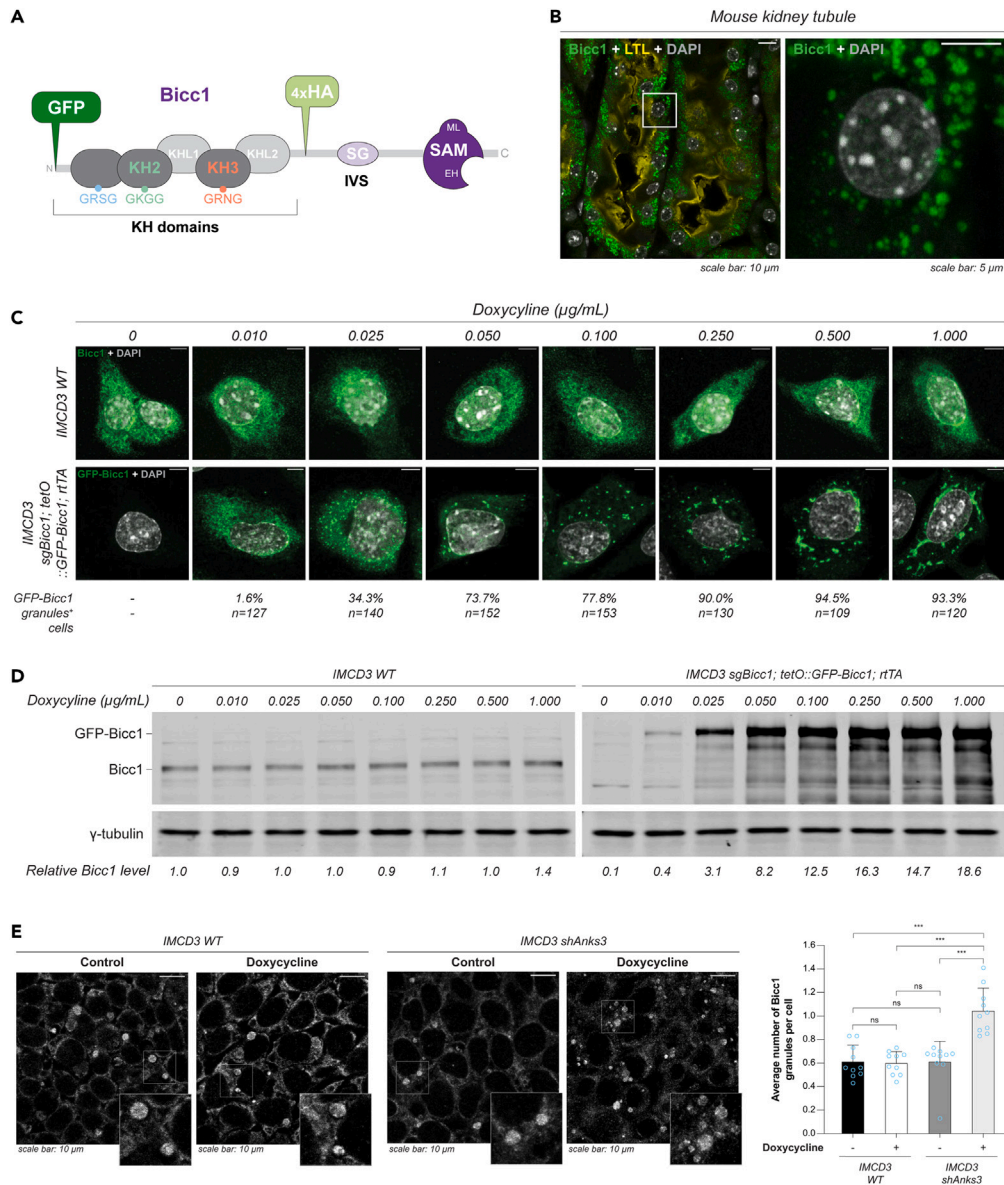 A
GFP
Bicc1
4xHA
N
KHL1
KHL2
KH2
KH3
SG
ML
SAM
EH
C
GRSG
GKGG
GRNG
IVS
KH domains
B
Mouse kidney tubule
Bicc1 + LTL + DAPI
Bicc1 + DAPI
scale bar: 10 µm
scale bar: 5 µm
C
Doxycyline (µg/mL)
0 0.010 0.025 0.050 0.100 0.250 0.500 1.000
IMCD3 WT
Bicc1 + DAPI
IMCD3
sgBicc1; tetO
::GFP-Bicc1; rtTA
GFP-Bicc1 + DAPI
GFP-Bicc1
granules⁺
cells
- 1.6% 34.3% 73.7% 77.8% 90.0% 94.5% 93.3%
- n=127 n=140 n=152 n=153 n=130 n=109 n=120
D
IMCD3 WT
IMCD3 sgBicc1; tetO::GFP-Bicc1; rtTA
Doxycyline (µg/mL) 0 0.010 0.025 0.050 0.100 0.250 0.500 1.000 0 0.010 0.025 0.050 0.100 0.250 0.500 1.000
GFP-Bicc1
Bicc1
γ-tubulin
Relative Bicc1 level 1.0 0.9 1.0 1.0 0.9 1.1 1.0 1.4 0.1 0.4 3.1 8.2 12.5 16.3 14.7 18.6
E
IMCD3 WT
IMCD3 shAnks3
Control
Doxycycline
Control
Doxycycline
scale bar: 10 µm
scale bar: 10 µm
scale bar: 10 µm
scale bar: 10 µm
Average number of Bicc1
granules per cell
1.6
1.4
1.2
1.0
0.8
0.6
0.4
0.2
0.0
***
***
***
ns
ns
ns
Doxycycline - + - +
IMCD3
WT
IMCD3
shAnks3